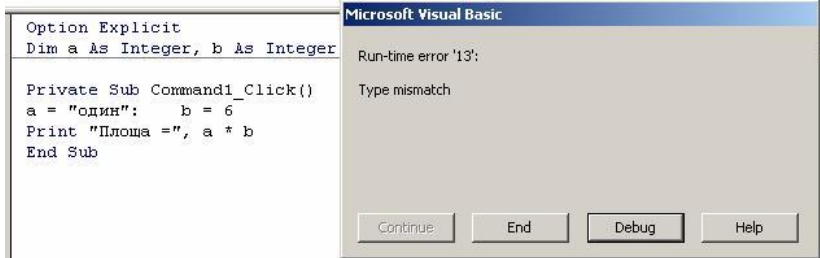 Option Explicit
Dim a As Integer, b As Integer
Private Sub Command1_Click()
a = "один":    b = 6
Print "Площа =", a * b
End Sub
Microsoft Visual Basic
Run-time error '13':
Type mismatch
Continue
End
Debug
Help